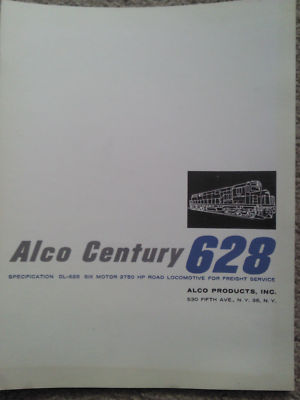 Alco Century 628
SPECIFICATION DL-628 SIX MOTOR 2750 HP ROAD LOCOMOTIVE FOR FREIGHT SERVICE
ALCO PRODUCTS, INC.
530 FIFTH AVE., N. Y. 36, N. Y.